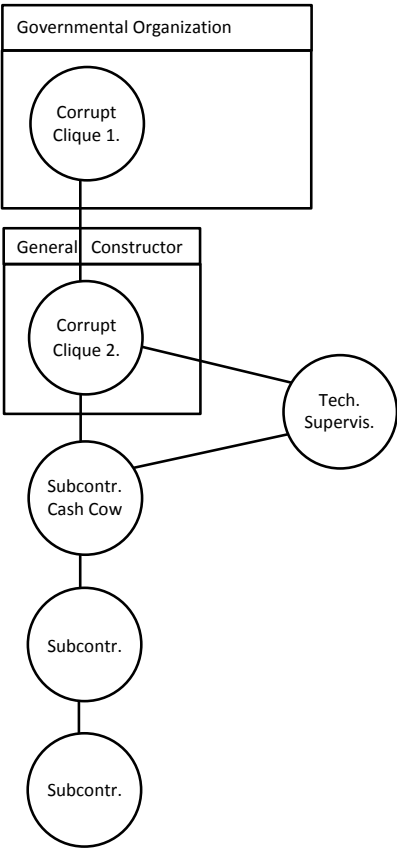 Governmental Organization
Corrupt
Clique 1.
General Constructor
Corrupt
Clique 2.
Tech.
Supervis.
Subcontr.
Cash Cow
Subcontr.
Subcontr.